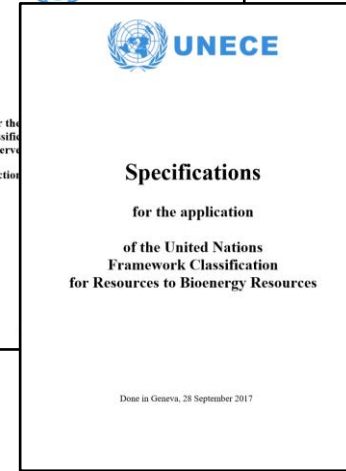 UNECE
Specifications
for the application
of the United Nations
Framework Classification
for Resources to Bioenergy Resources
Done in Geneva, 28 September 2017